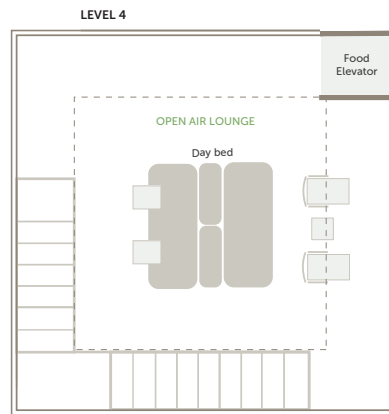 LEVEL 4
Food
Elevator
OPEN AIR LOUNGE
Day bed